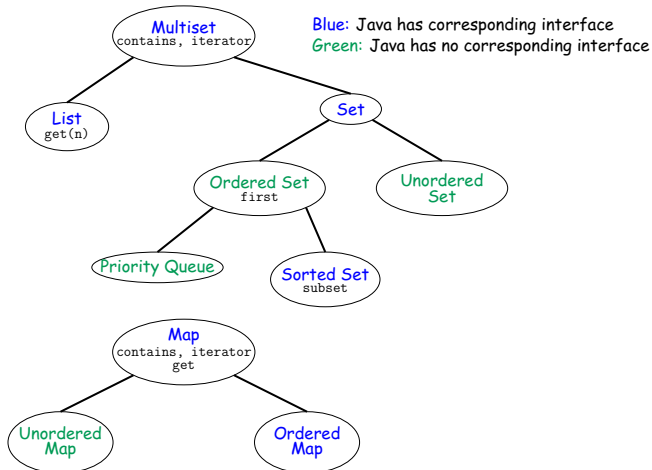 Multiset
contains, iterator
Blue: Java has corresponding interface
Green: Java has no corresponding interface
List
get(n)
Set
Ordered Set
first
Unordered
Set
Priority Queue
Sorted Set
subset
Map
contains, iterator
get
Unordered
Map
Ordered
Map